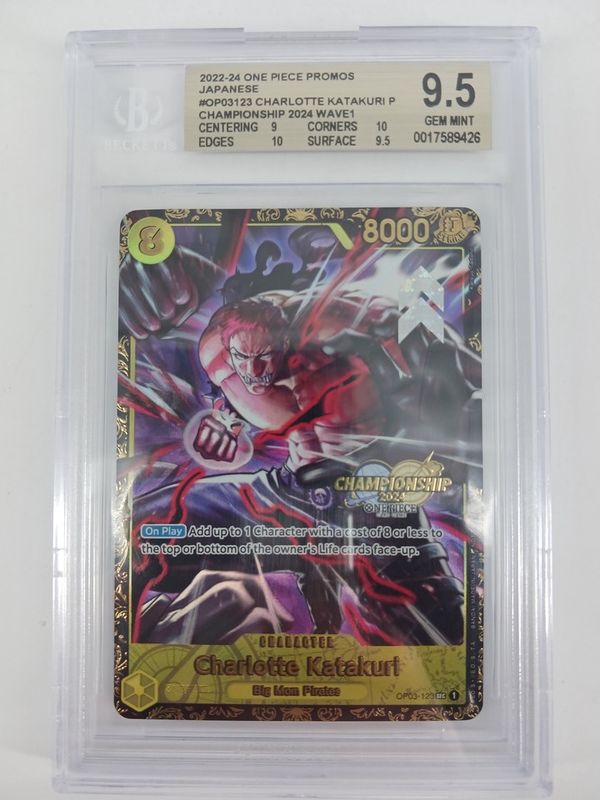 2022-24 ONE PIECE PROMOS
JAPANESE
#OP03123 CHARLOTTE KATAKURI P
CHAMPIONSHIP 2024 WAVE1
CENTERING 9 CORNERS 10
EDGES 10 SURFACE 9.5
9.5
GEM MINT
0017589426
B
BECKETT
8
8000
CHAMPIONSHIP
2024
ONE PIECE
CARD GAME
On Play Add up to 1 Character with a cost of 8 or less to
the top or bottom of the owner's Life cards face-up.
CHARACTER
Charlotte Katakuri
Big Mom Pirates
OP03-123 SEC 1